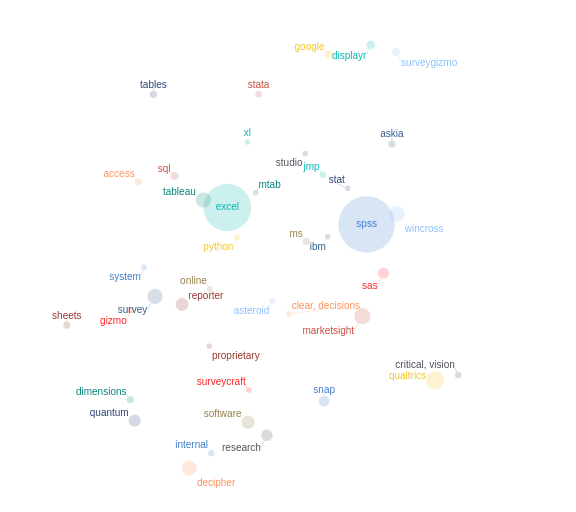 google
displayr
surveygizmo
tables
stata
xl
askia
studio
sql
access
jmp
stat
tableau
mtab
excel
spss
wincross
python
ms
ibm
system
online
sas
reporter
survey
asteroid
clear, decisions
sheets
gizmo
marketsight
proprietary
critical, vision
qualtrics
surveycraft
snap
dimensions
quantum
software
internal
research
decipher